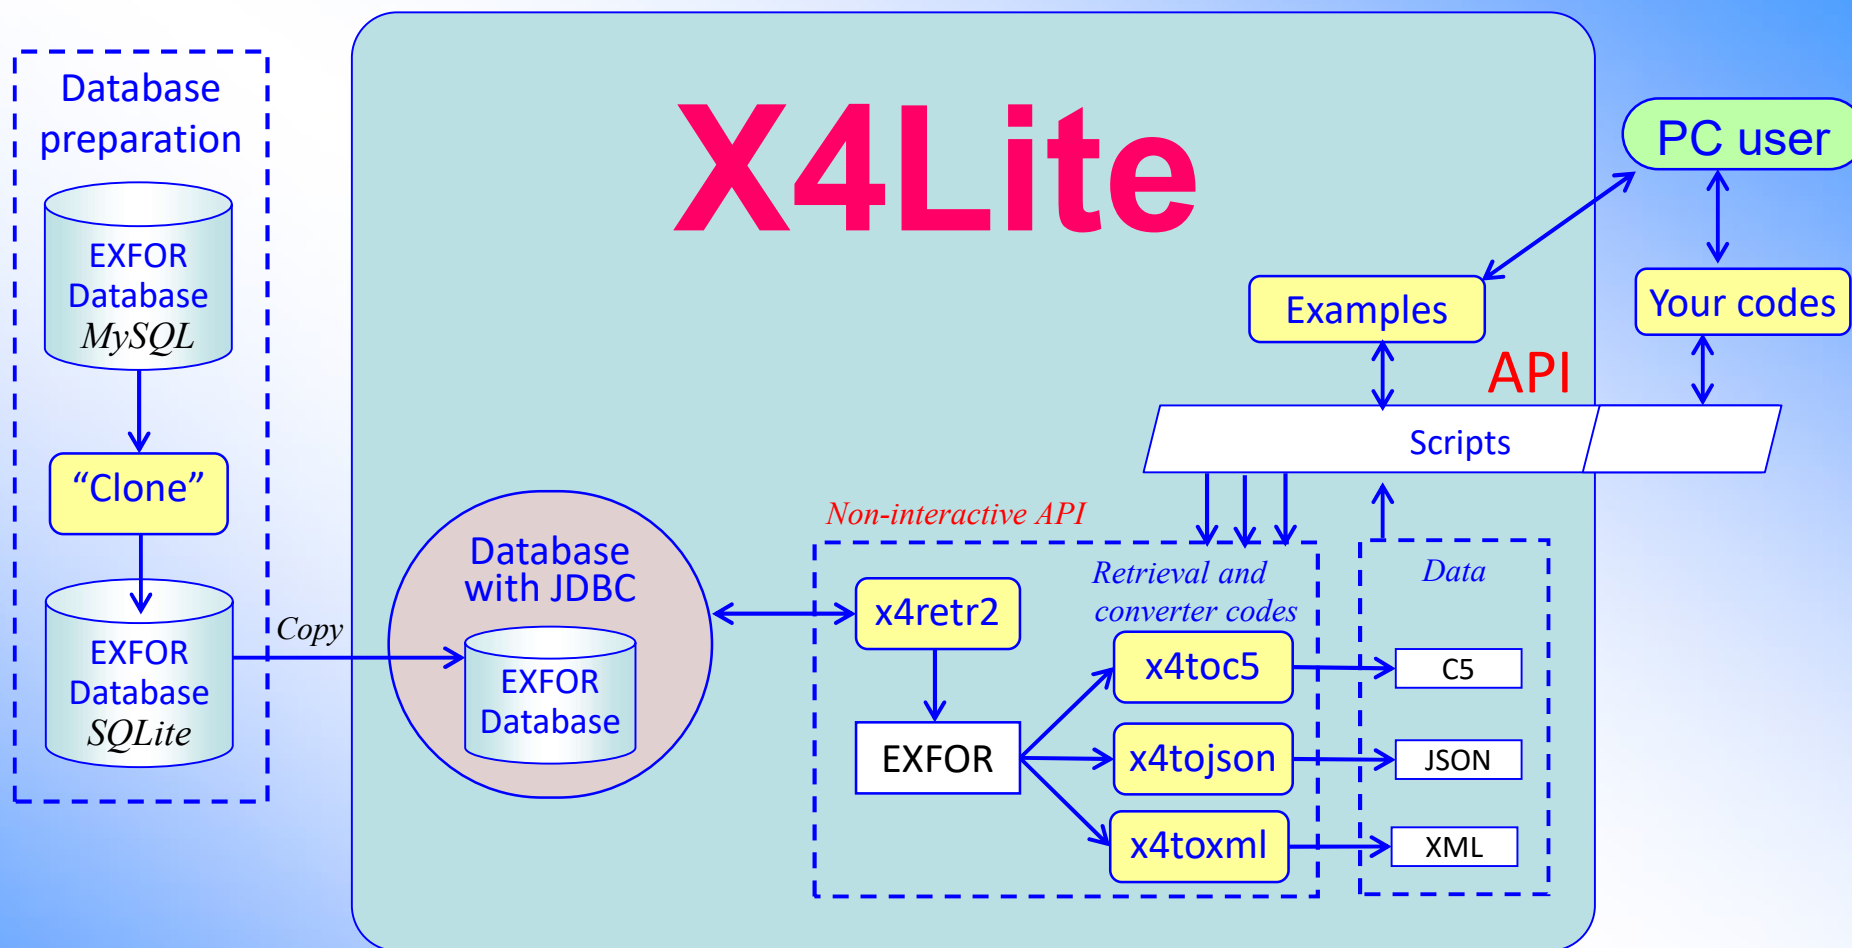 Database
preparation
EXFOR
Database
MySQL
“Clone”
EXFOR
Database
SQLite
Copy
X4Lite
Database
with JDBC
EXFOR
Database
PC user
Examples
Your codes
API
Scripts
Non-interactive API
x4retr2
Retrieval and
converter codes
EXFOR
x4toc5
x4tojson
x4toxml
Data
C5
JSON
XML